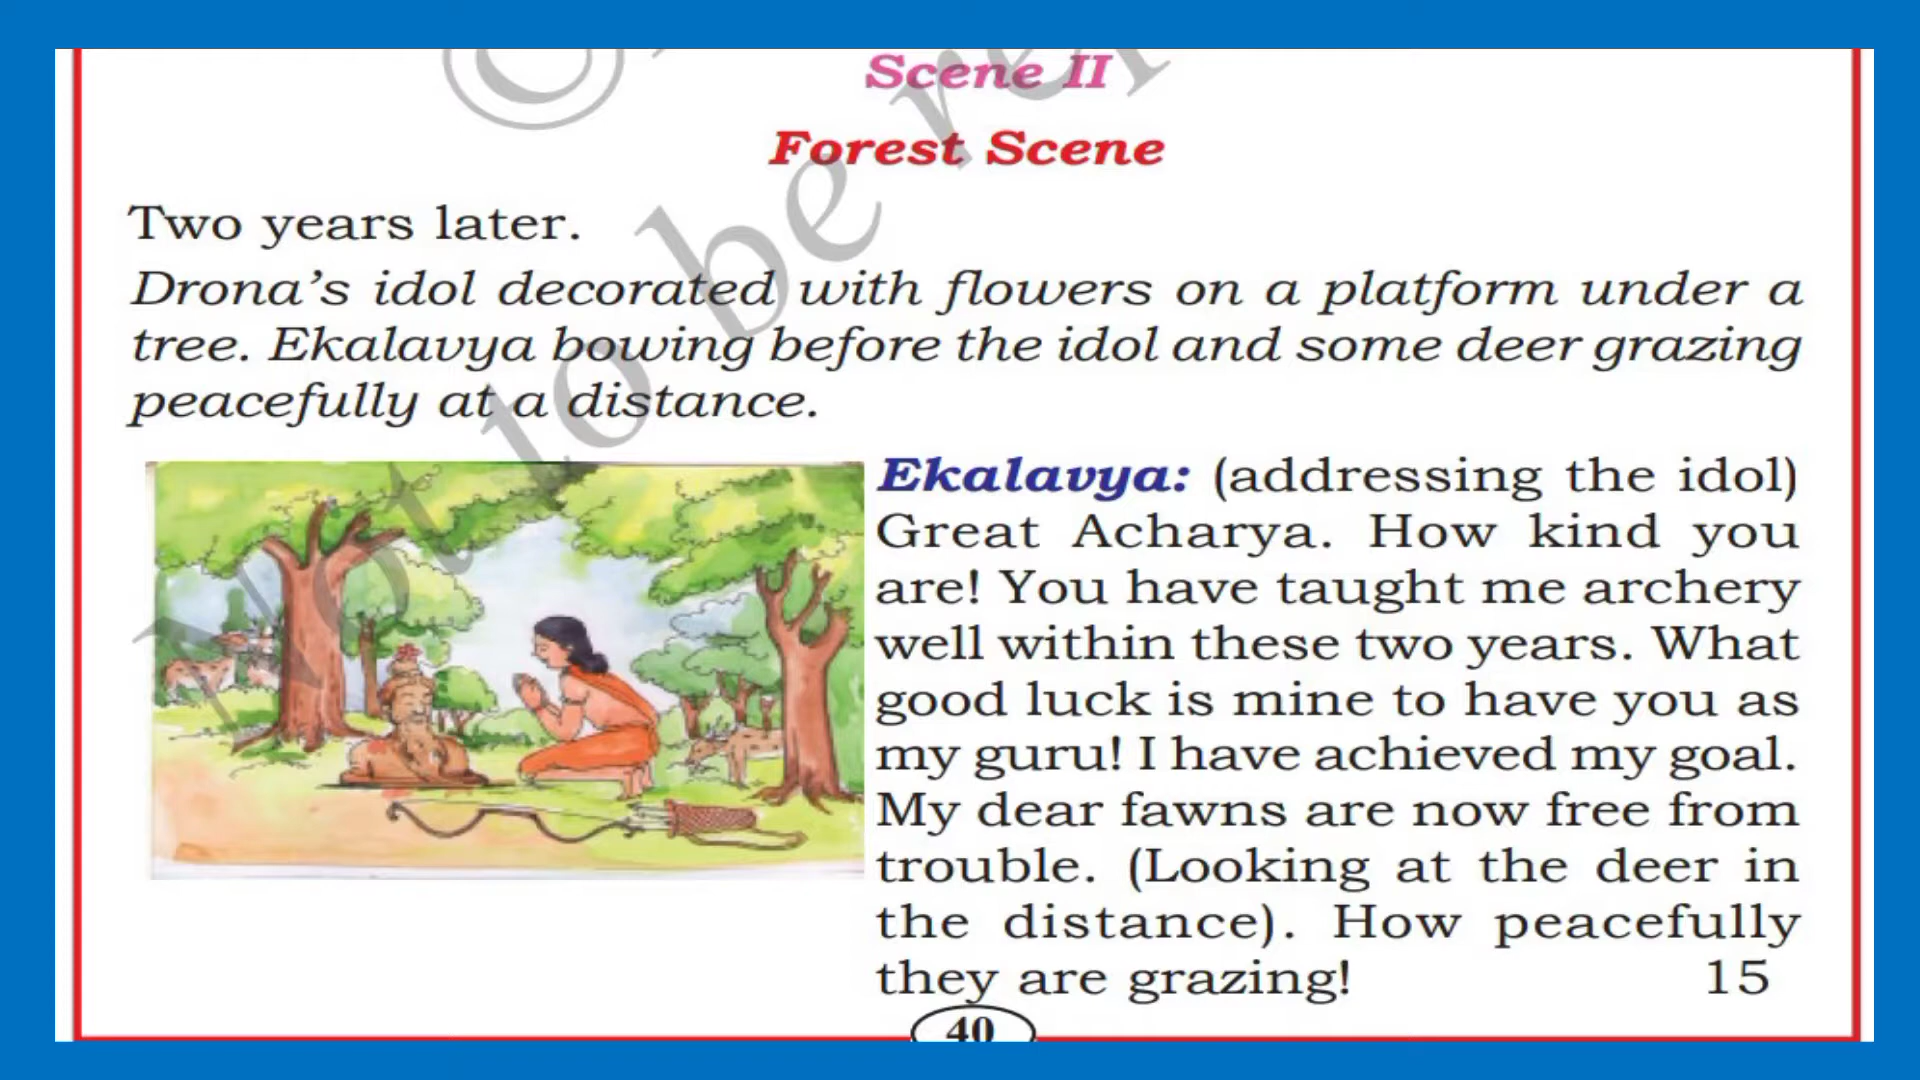 Scene II
Forest Scene
Two years later.
Drona's idol decorated with flowers on a platform under a
tree. Ekalavya bowing before the idol and some deer grazing
peacefully at a distance.
Ekalavya: (addressing the idol)
Great Acharya. How kind you
are! You have taught me archery
well within these two years. What
good luck is mine to have you as
my guru! I have achieved my goal.
My dear fawns are now free from
trouble. (Looking at the deer in
the distance). How peacefully
they are grazing! 15
40
Not to be